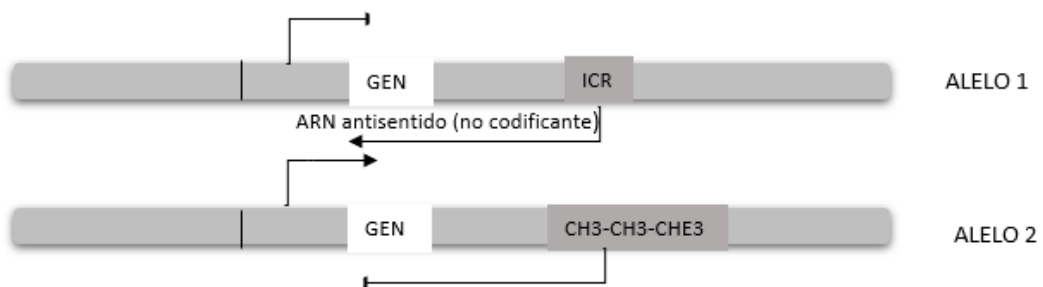 GEN
ICR
ALELO 1
ARN antisentido (no codificante)
GEN
CH3-CH3-CHE3
ALELO 2